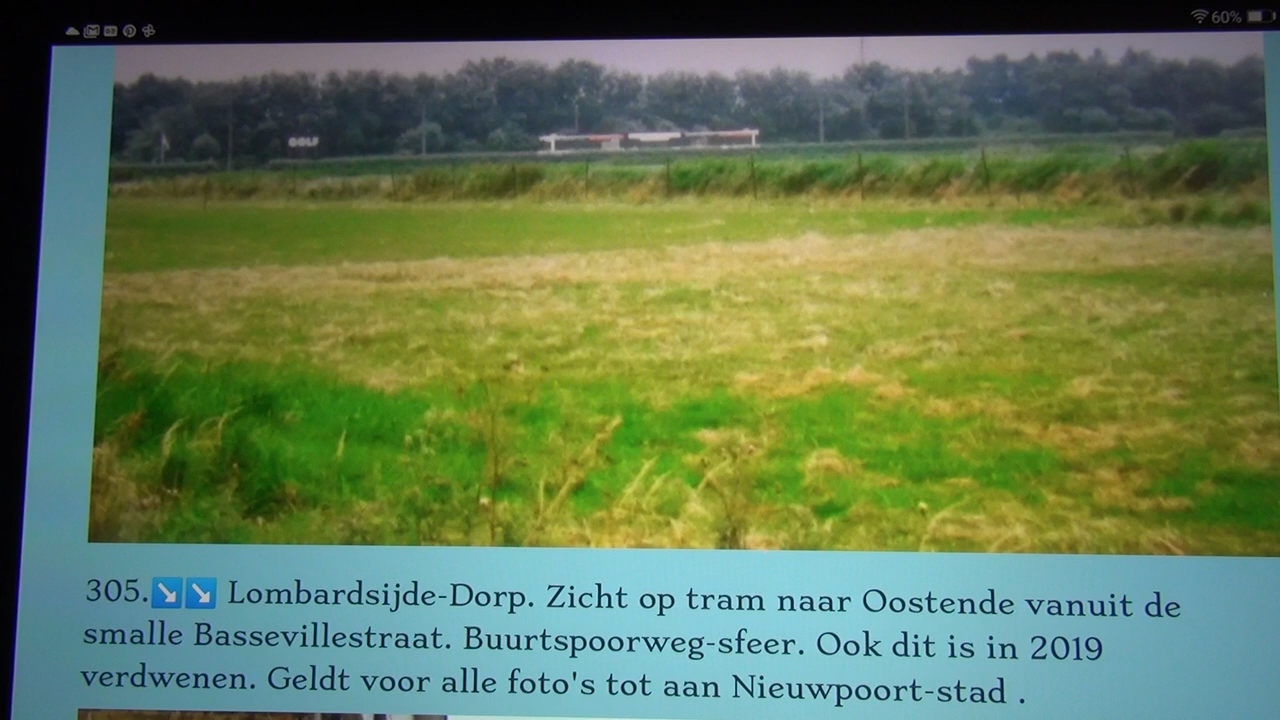 60%
GOLF
305.↘↘ Lombardsijde-Dorp. Zicht op tram naar Oostende vanuit de
smalle Bassevillestraat. Buurtspoorweg-sfeer. Ook dit is in 2019
verdwenen. Geldt voor alle foto's tot aan Nieuwpoort-stad .